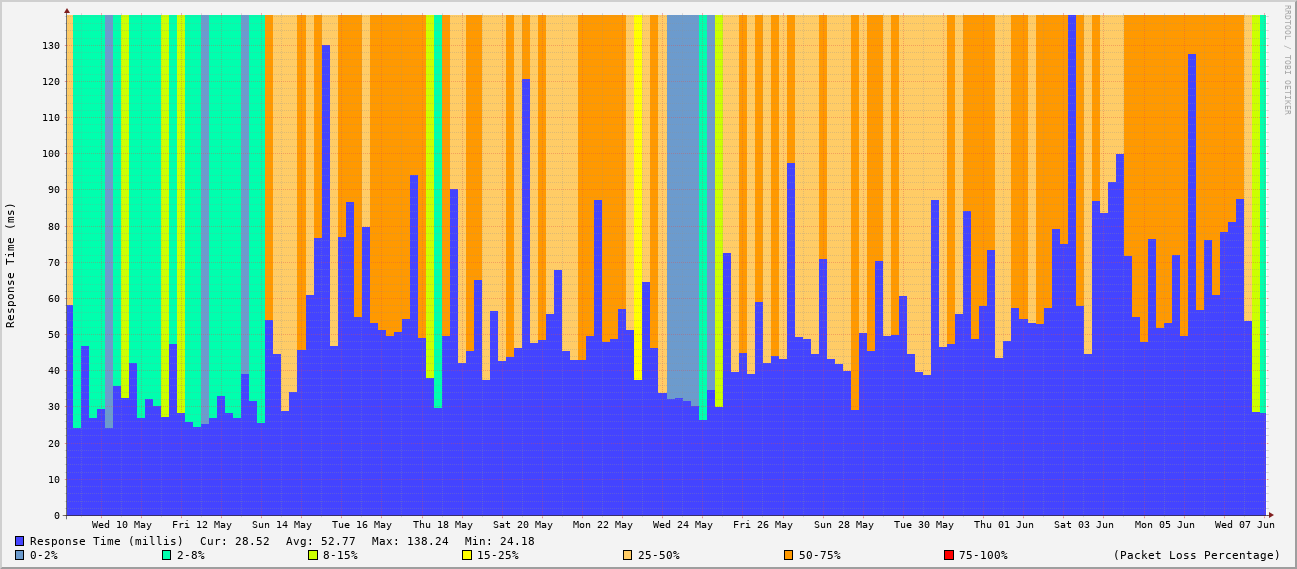 RRDTOOL / TOBI OETIKER
Response Time (ms)
130
120
110
100
90
80
70
60
50
40
30
20
10
0
Wed 10 May Fri 12 May Sun 14 May Tue 16 May Thu 18 May Sat 20 May Mon 22 May Wed 24 May Fri 26 May Sun 28 May Tue 30 May Thu 01 Jun Sat 03 Jun Mon 05 Jun Wed 07 Jun
Response Time (millis) Cur: 28.52 Avg: 52.77 Max: 138.24 Min: 24.18
0-2% 2-8% 8-15% 15-25% 25-50% 50-75% 75-100% (Packet Loss Percentage)